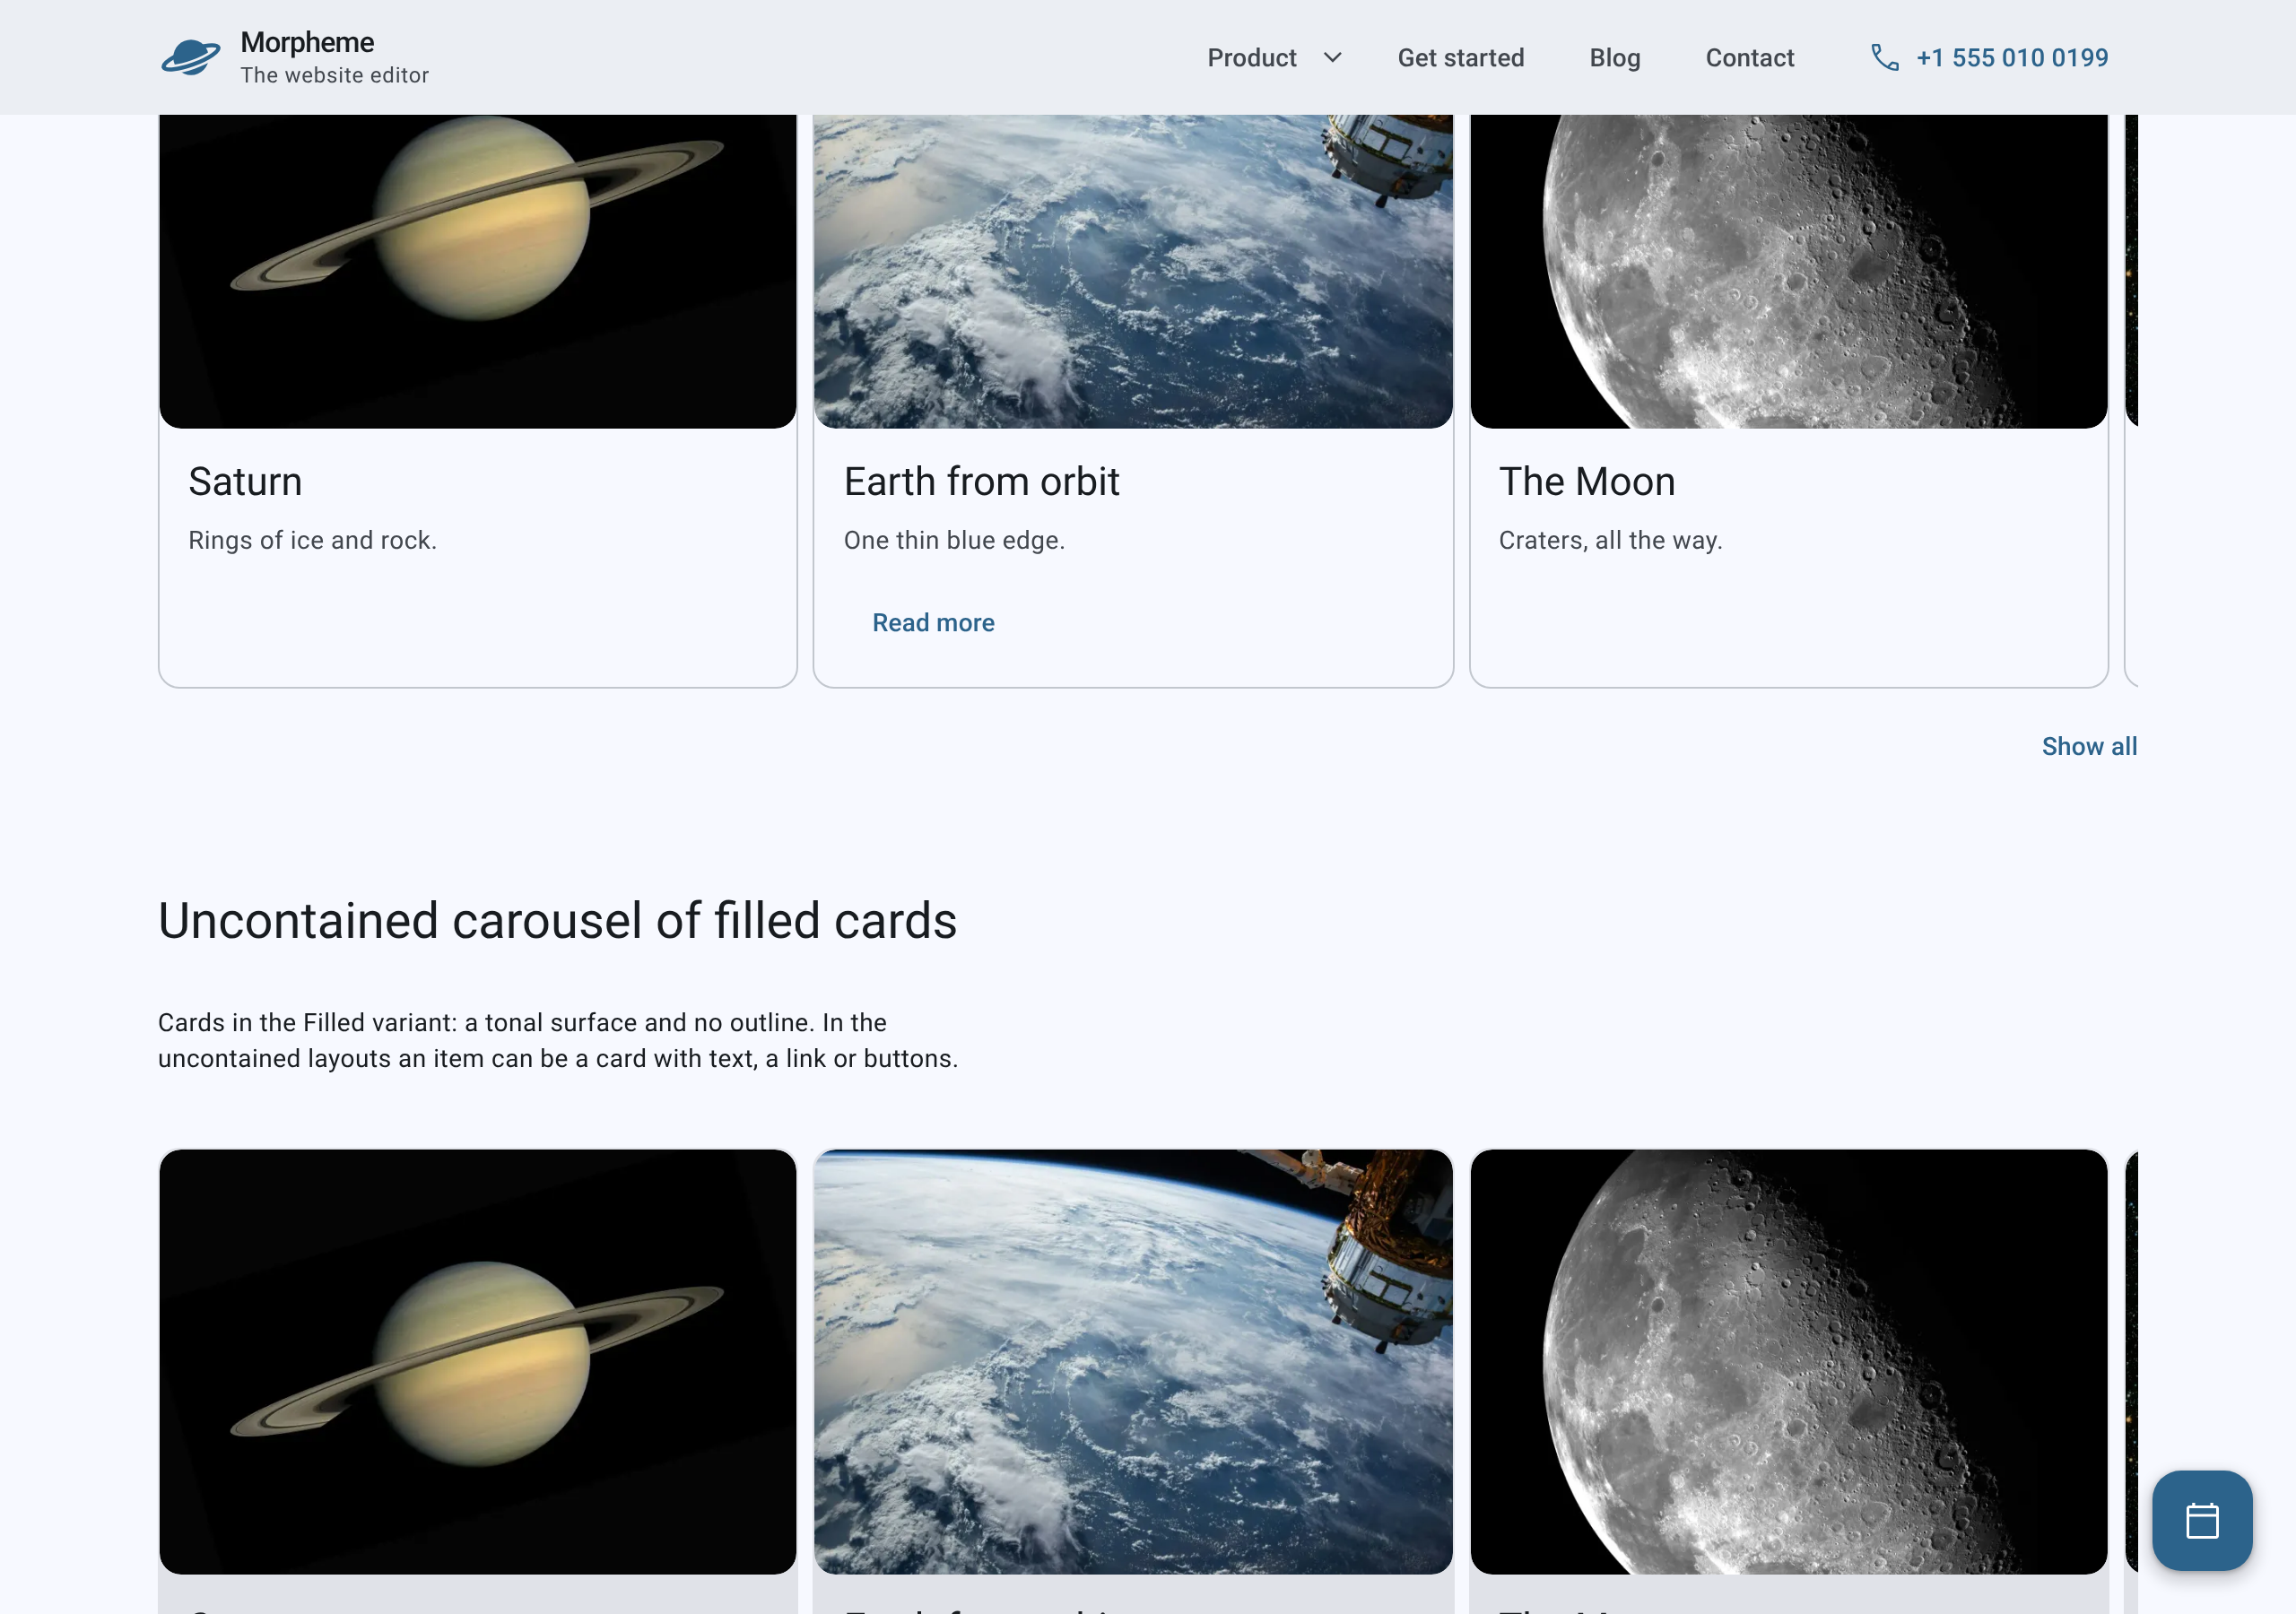 Morpheme
The website editor
Product
Get started
Blog
Contact
+1 555 010 0199
Saturn
Rings of ice and rock.
Earth from orbit
One thin blue edge.
Read more
The Moon
Craters, all the way.
Show all
Uncontained carousel of filled cards
Cards in the Filled variant: a tonal surface and no outline. In the
uncontained layouts an item can be a card with text, a link or buttons.